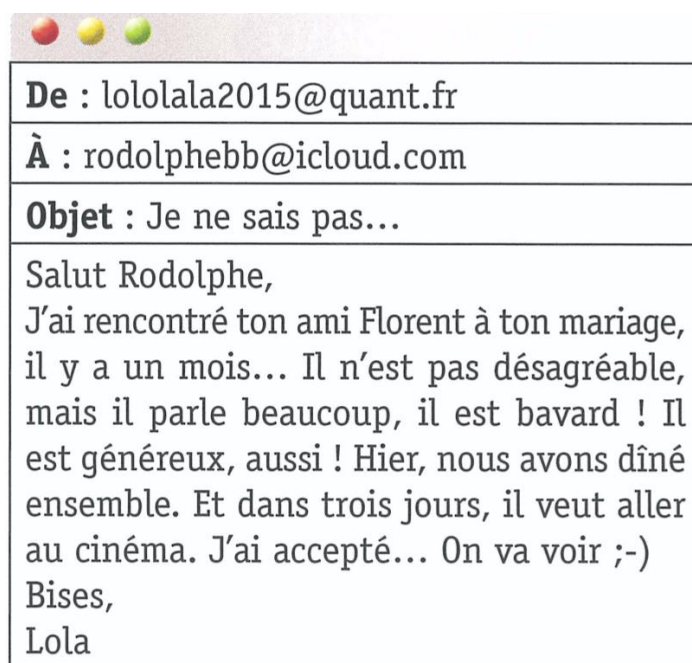 De : lololala2015@quant.fr
À : rodolphebb@icloud.com
Objet : Je ne sais pas...
Salut Rodolphe,
J'ai rencontré ton ami Florent à ton mariage,
il y a un mois... Il n'est pas désagréable,
mais il parle beaucoup, il est bavard ! Il
est généreux, aussi ! Hier, nous avons dîné
ensemble. Et dans trois jours, il veut aller
au cinéma. J'ai accepté... On va voir ;-)
Bises,
Lola